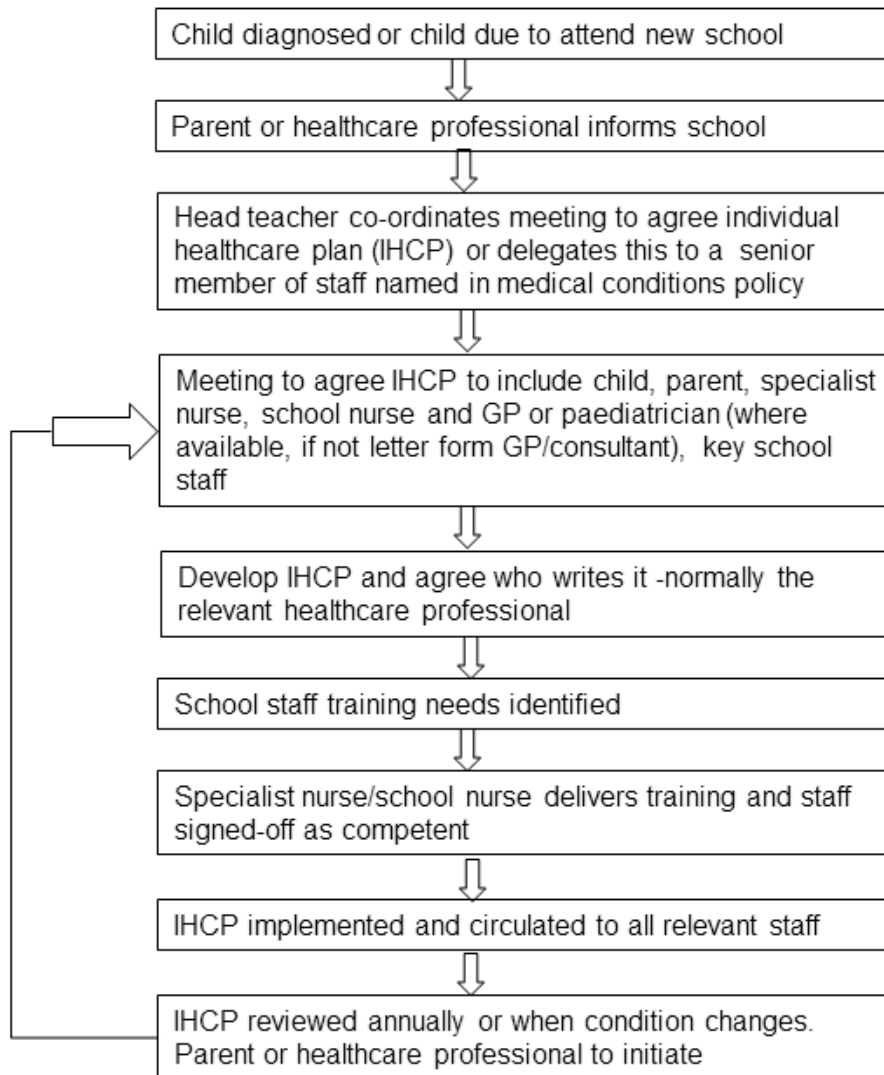 Child diagnosed or child due to attend new school
Parent or healthcare professional informs school
Head teacher co-ordinates meeting to agree individual
healthcare plan (IHCP) or delegates this to a senior
member of staff named in medical conditions policy
Meeting to agree IHCP to include child, parent, specialist
nurse, school nurse and GP or paediatrician (where
available, if not letter form GP/consultant), key school
staff
Develop IHCP and agree who writes it -normally the
relevant healthcare professional
School staff training needs identified
Specialist nurse/school nurse delivers training and staff
signed-off as competent
IHCP implemented and circulated to all relevant staff
IHCP reviewed annually or when condition changes.
Parent or healthcare professional to initiate